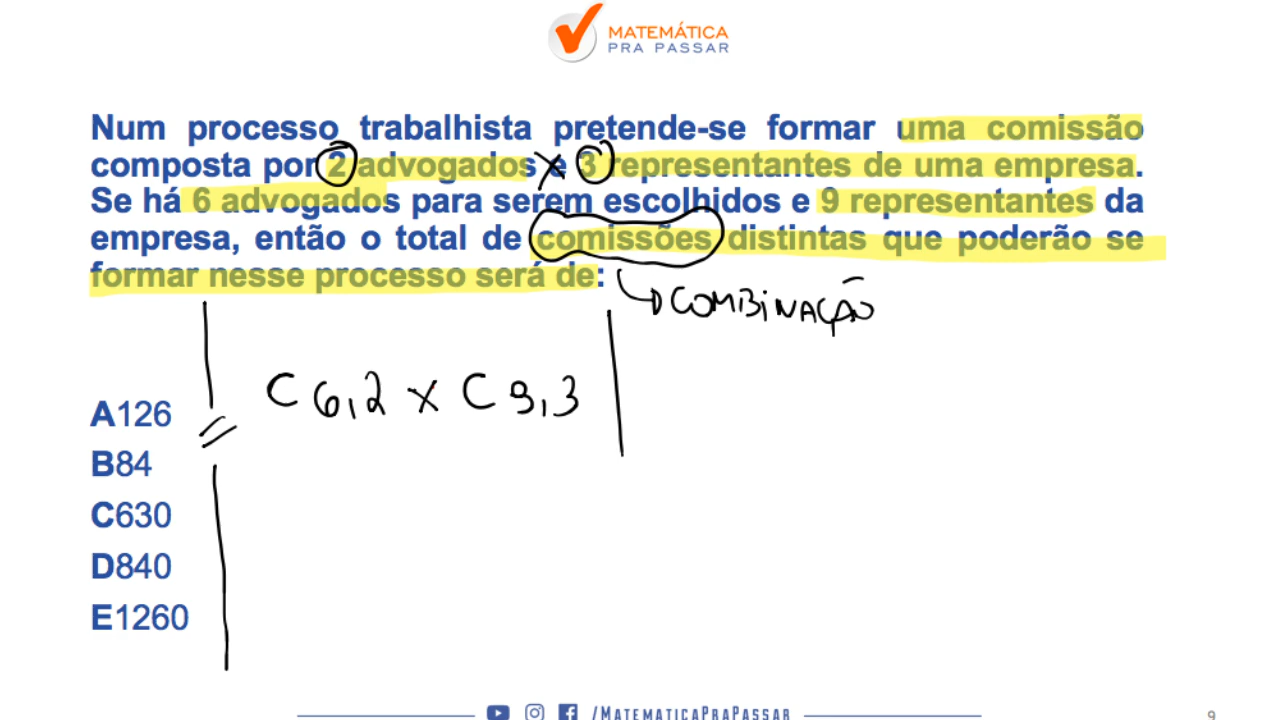 MATEMÁTICA
PRA PASSAR
Num processo trabalhista pretende-se formar uma comissão
composta por 2 advogados e 3 representantes de uma empresa.
x
Se há 6 advogados para serem escolhidos e 9 representantes da
empresa, então o total de comissões distintas que poderão se
formar nesse processo será de:
COMBINAÇÃO
C 6,2 x C 9,3
A126
B84
C630
D840
E1260
/MATEMATICAPRAPASSAR
9